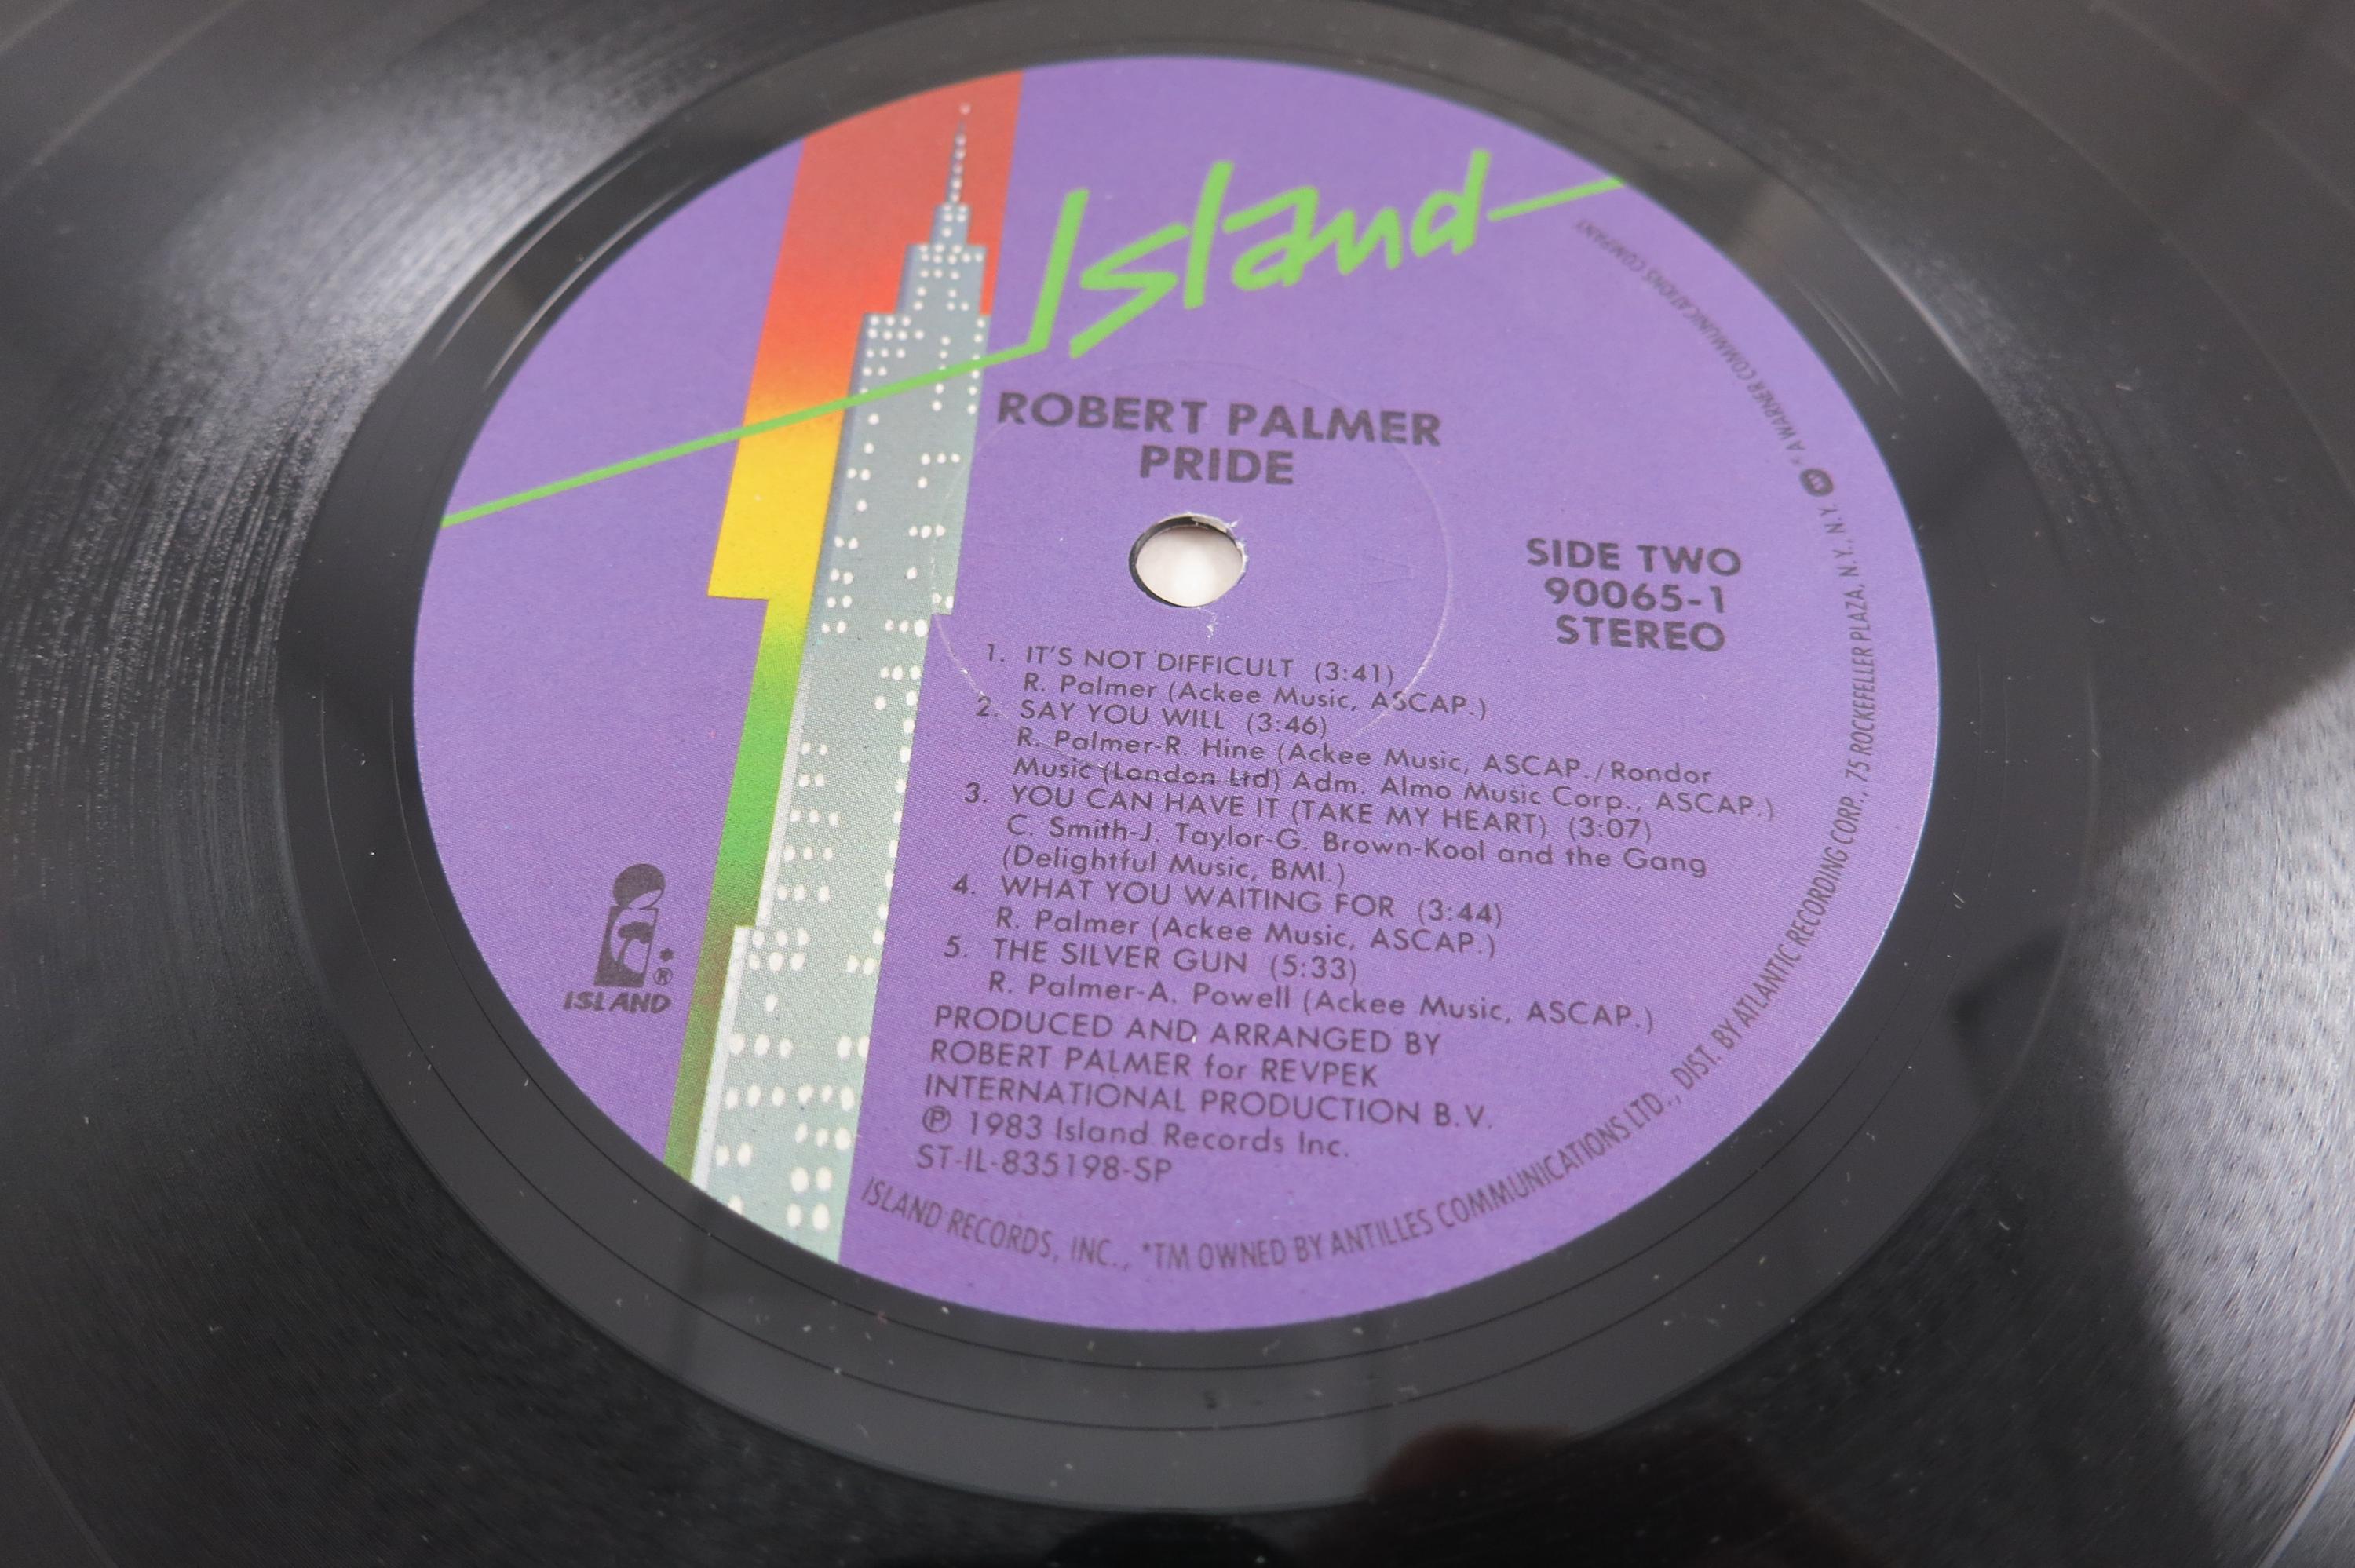 Island
ROBERT PALMER
PRIDE
SIDE TWO
90065-1
STEREO
1. IT'S NOT DIFFICULT (3:41)
R. Palmer (Ackee Music, ASCAP.)
2. SAY YOU WILL (3:46)
R. Palmer-R. Hine (Ackee Music, ASCAP./Rondor
Music (London Ltd) Adm. Almo Music Corp., ASCAP.)
3. YOU CAN HAVE IT (TAKE MY HEART) (3:07)
C. Smith-J. Taylor-G. Brown-Kool and the Gang
(Delightful Music, BMI.)
4. WHAT YOU WAITING FOR (3:44)
R. Palmer (Ackee Music, ASCAP.)
5. THE SILVER GUN (5:33)
R. Palmer-A. Powell (Ackee Music, ASCAP.)
PRODUCED AND ARRANGED BY
ROBERT PALMER for REVPEK
INTERNATIONAL PRODUCTION B.V.
℗ 1983 Island Records Inc.
ST-IL-835198-SP
*
®
ISLAND
ISLAND RECORDS, INC., *TM OWNED BY ANTILLES COMMUNICATIONS LTD., DIST. BY ATLANTIC RECORDING CORP., 75 ROCKEFELLER PLAZA, N.Y., N.Y. • A WARNER COMMUNICATIONS COMPANY